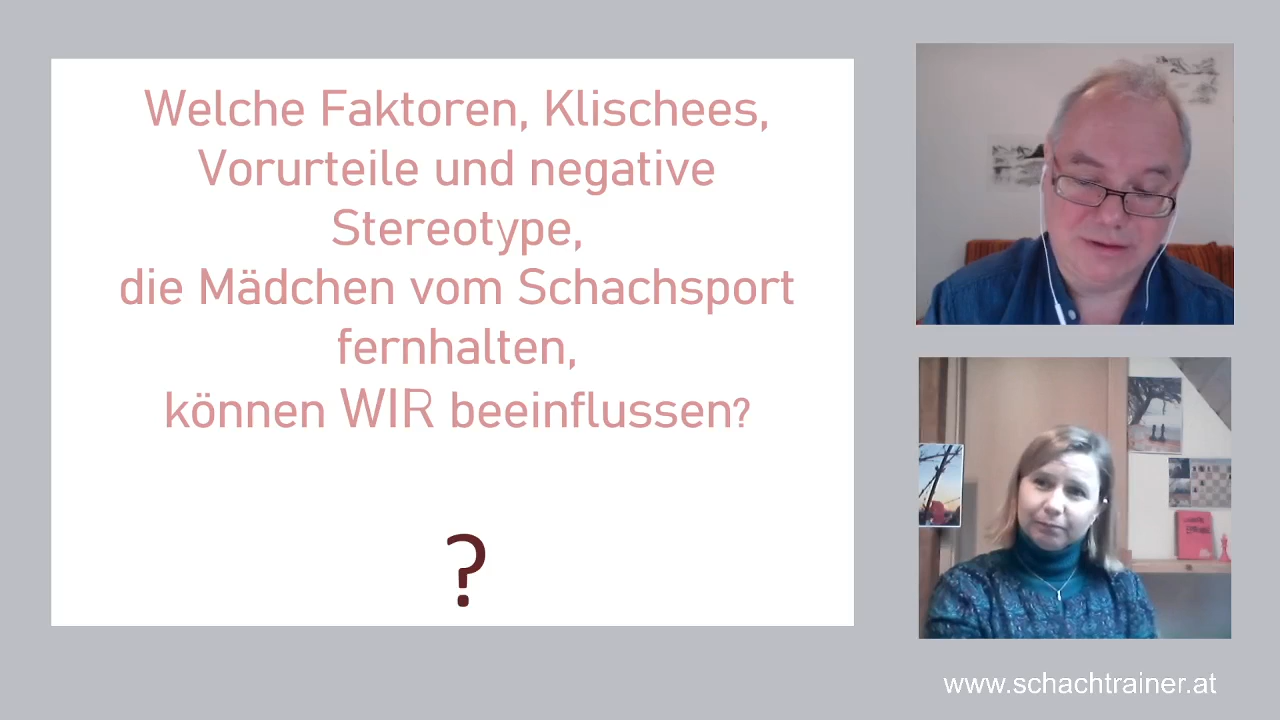 Welche Faktoren, Klischees,
Vorurteile und negative
Stereotype,
die Mädchen vom Schachsport
fernhalten,
können WIR beeinflussen?
?
www.schachtrainer.at